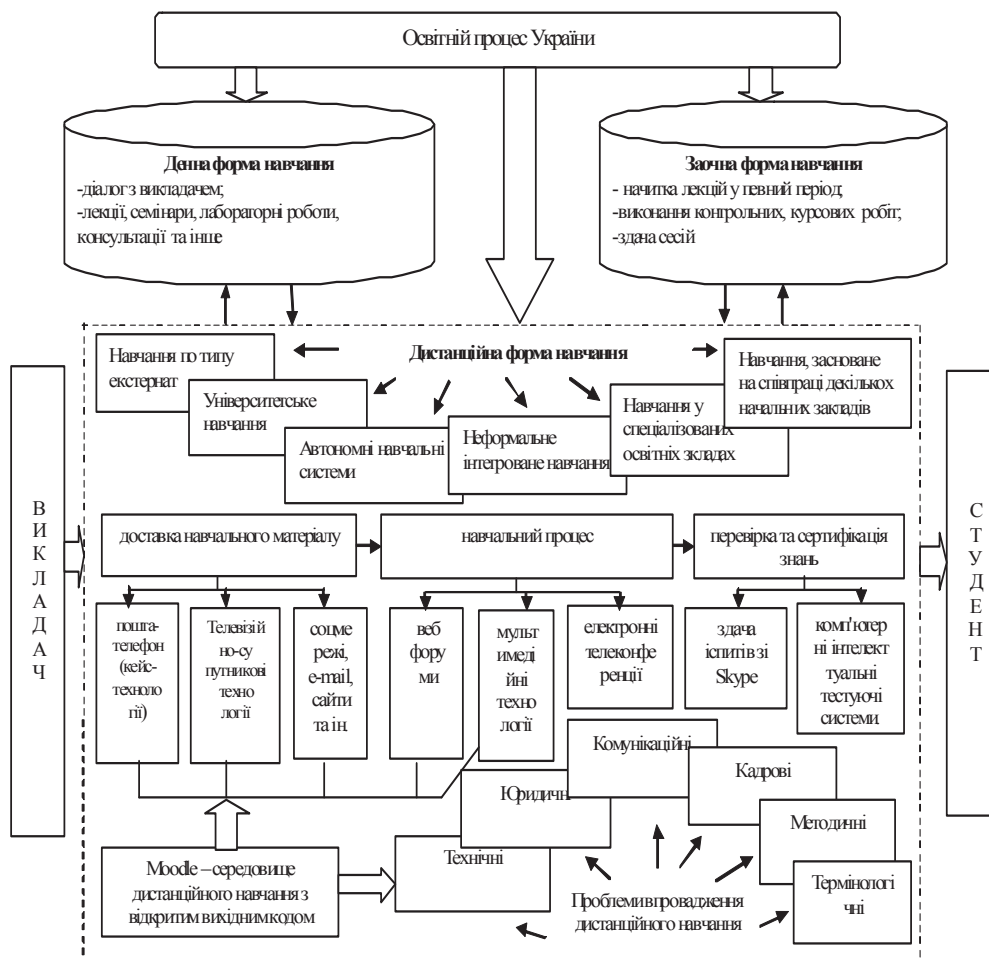 Освітній процес України
Денна форма навчання
-діалог з викладачем;
-лекції, семінари, лабораторні роботи,
консультації та інше
Заочна форма навчання
- начитка лекцій у певний період;
-виконання контрольних, курсових робіт;
-здача сесій
Дистанційна форма навчання
Навчання по типу
екстернат
Університетське
навчання
Автономні навчальні
системи
Неформальне
інтегроване навчання
Навчання у
спеціалізованих
освітніх зкладах
Навчання, засноване
на співпраці декількох
начальних закладів
В
И
К
Л
А
Д
А
Ч
С
Т
У
Д
Е
Н
Т
доставка навчального матеріалу
навчальний процес
перевірка та сертифікація
знань
пошта-
телефон
(кейс-
техноло
гії)
Телевізій
но-су
путникові
техно
логії
соцме
режі,
e-mail,
сайти
та ін.
веб
фору
ми
мульт
имеді
йні
техно
логії
електронні
телеконфе
ренції
здача
іспитів зі
Skype
комп'ютер
ні інтелект
туальні
тестуючі
системи
Комунікаційні
Юридичні
Кадрові
Технічні
Методичні
Термінологі
чні
Moodle – середовище
дистанційного навчання з
відкритим вихідним кодом
Проблеми впровадження
дистанційного навчання